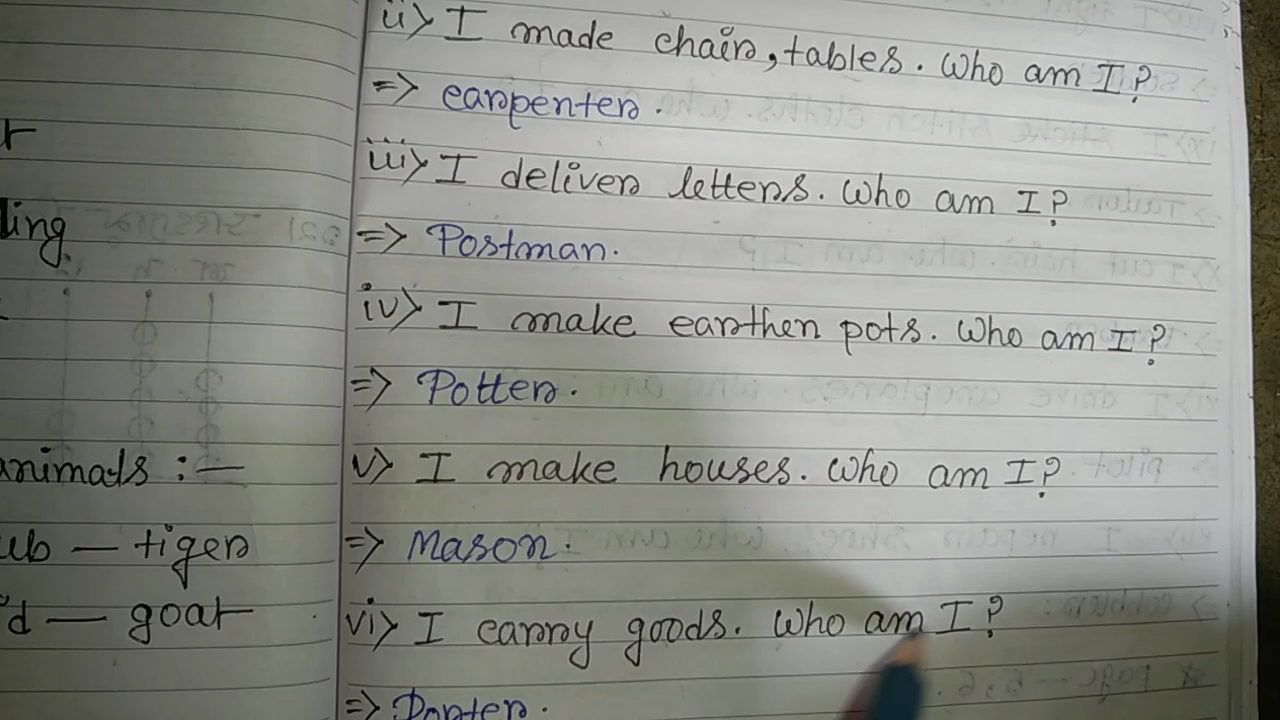 r
ling
animals :—
ub — tiger
d — goat
ii> I made chair, tables. Who am I?
=> carpenter.
iii> I deliver letters. Who am I?
=> Postman.
iv> I make earthen pots. Who am I?
=> Potter.
v> I make houses. Who am I?
=> Mason.
vi> I carry goods. Who am I?
=> Porter.